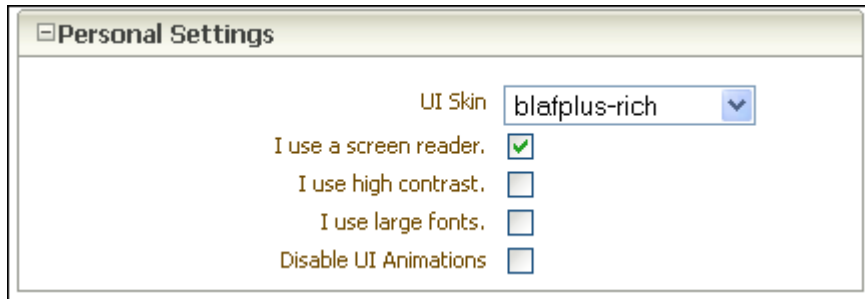 Personal Settings
UI Skin blafplus-rich
I use a screen reader.
I use high contrast.
I use large fonts.
Disable UI Animations